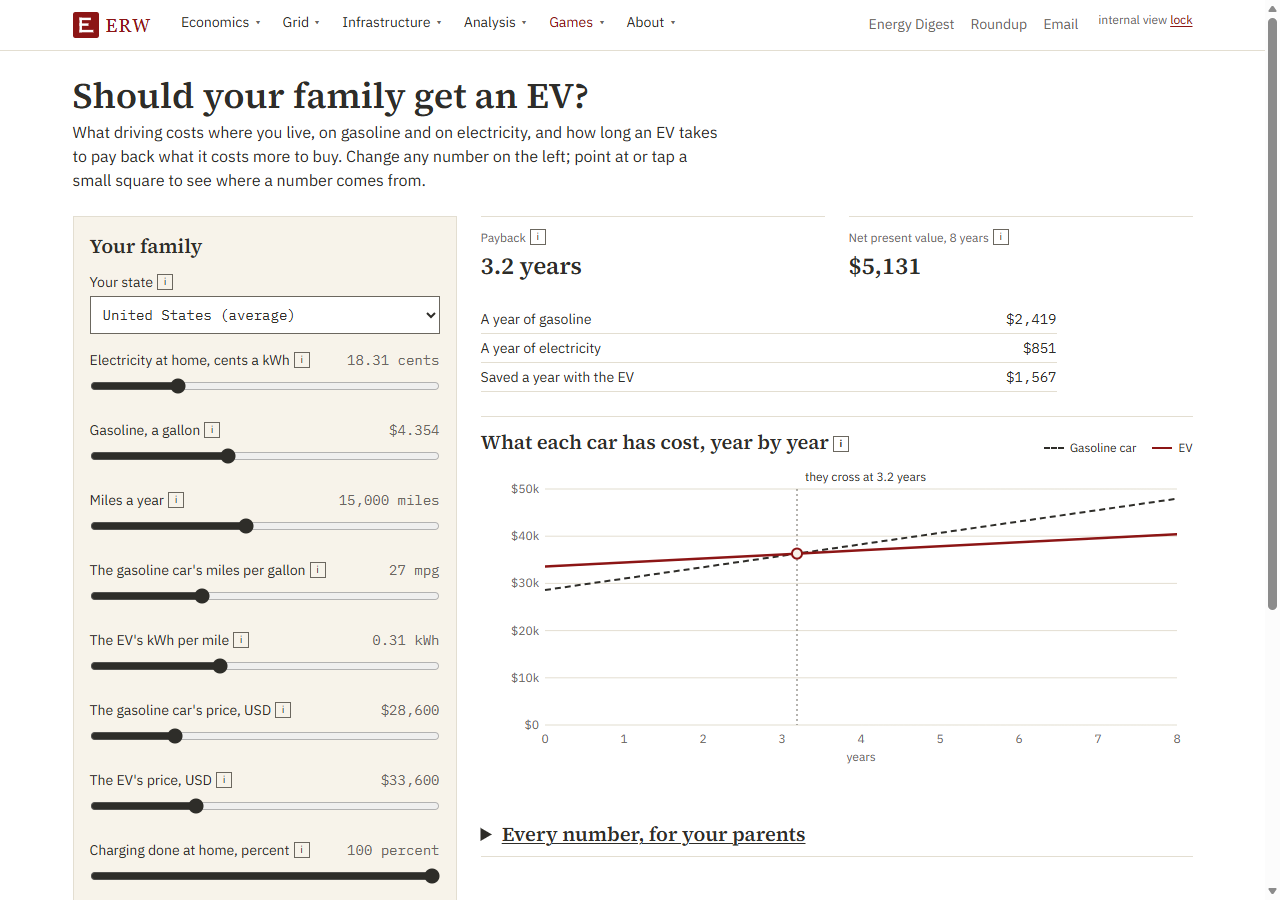 E ERW Economics Grid Infrastructure Analysis Games About Energy Digest Roundup Email internal view lock
Should your family get an EV?
What driving costs where you live, on gasoline and on electricity, and how long an EV takes
to pay back what it costs more to buy. Change any number on the left; point at or tap a
small square to see where a number comes from.
Your family
Your state i
United States (average)
Electricity at home, cents a kWh i 18.31 cents
Gasoline, a gallon i $4.354
Miles a year i 15,000 miles
The gasoline car's miles per gallon i 27 mpg
The EV's kWh per mile i 0.31 kWh
The gasoline car's price, USD i $28,600
The EV's price, USD i $33,600
Charging done at home, percent i 100 percent
Payback i
3.2 years
Net present value, 8 years i
$5,131
A year of gasoline $2,419
A year of electricity $851
Saved a year with the EV $1,567
What each car has cost, year by year i
Gasoline car EV
they cross at 3.2 years
$50k
$40k
$30k
$20k
$10k
$0
0 1 2 3 4 5 6 7 8
years
Every number, for your parents